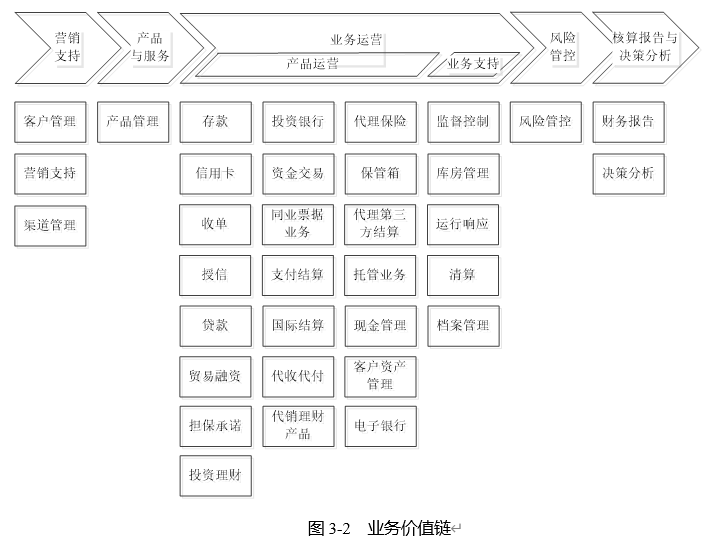 营销
支持
产品
与服务
业务运营
产品运营
业务支持
风险
管控
核算报告与
决策分析
客户管理
产品管理
存款
投资银行
代理保险
监督控制
风险管控
财务报告
营销支持
信用卡
资金交易
保管箱
库房管理
决策分析
渠道管理
收单
同业票据
业务
代理第三
方结算
运行响应
授信
支付结算
托管业务
清算
贷款
国际结算
现金管理
档案管理
贸易融资
代收代付
客户资产
管理
担保承诺
代销理财
产品
电子银行
投资理财
图 3-2 业务价值链↵